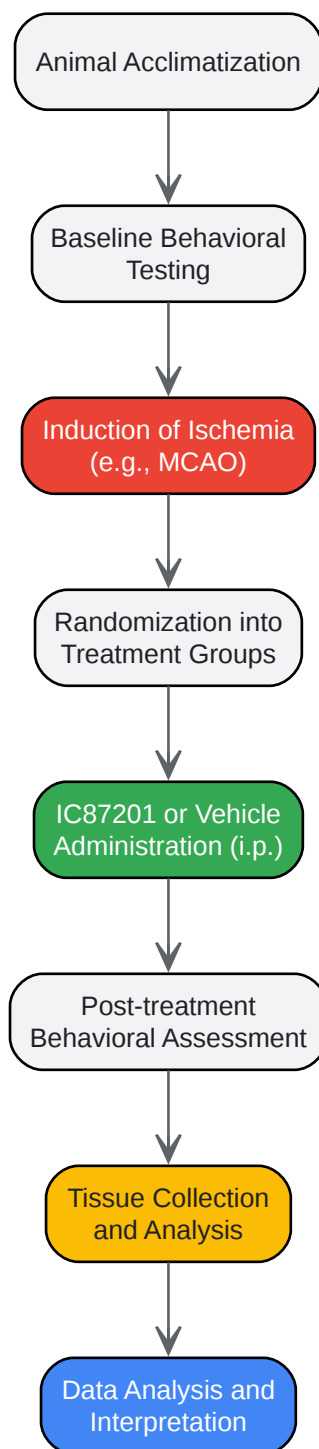 Animal Acclimatization
Baseline Behavioral
Testing
Induction of Ischemia
(e.g., MCAO)
Randomization into
Treatment Groups
IC87201 or Vehicle
Administration (i.p.)
Post-treatment
Behavioral Assessment
Tissue Collection
and Analysis
Data Analysis and
Interpretation